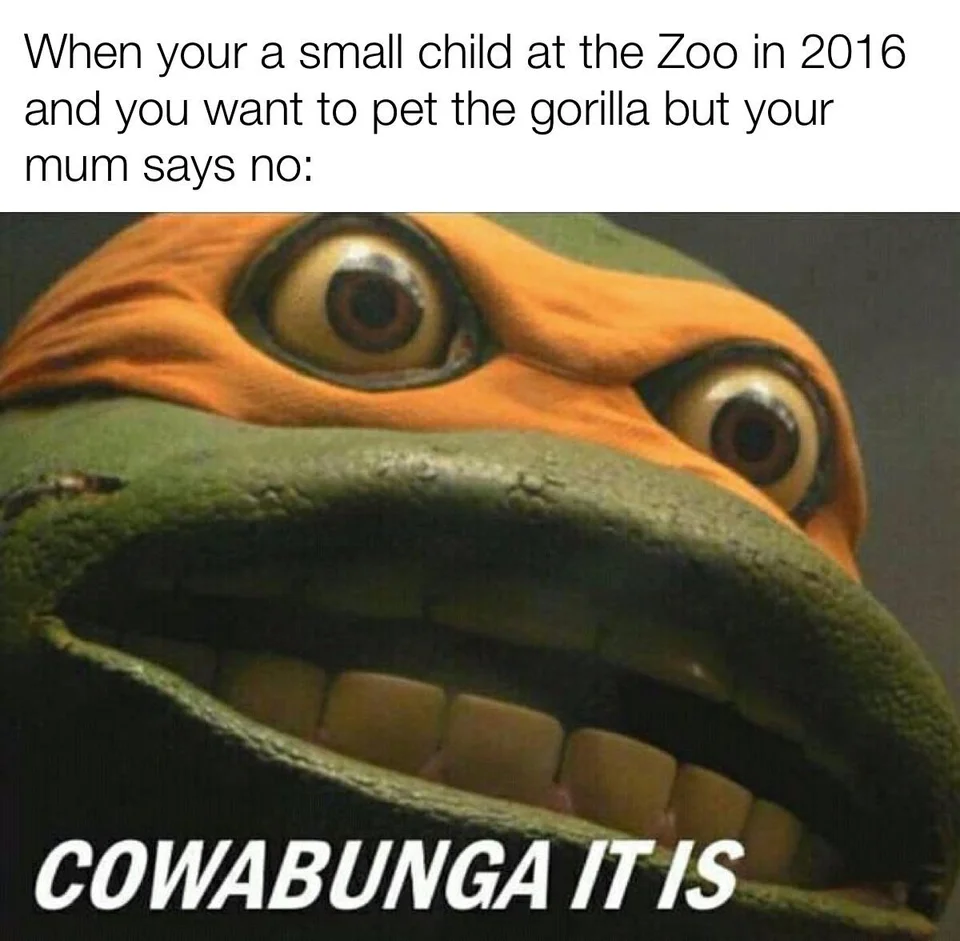 When your a small child at the Zoo in 2016
and you want to pet the gorilla but your
mum says no:
COWABUNGA IT IS